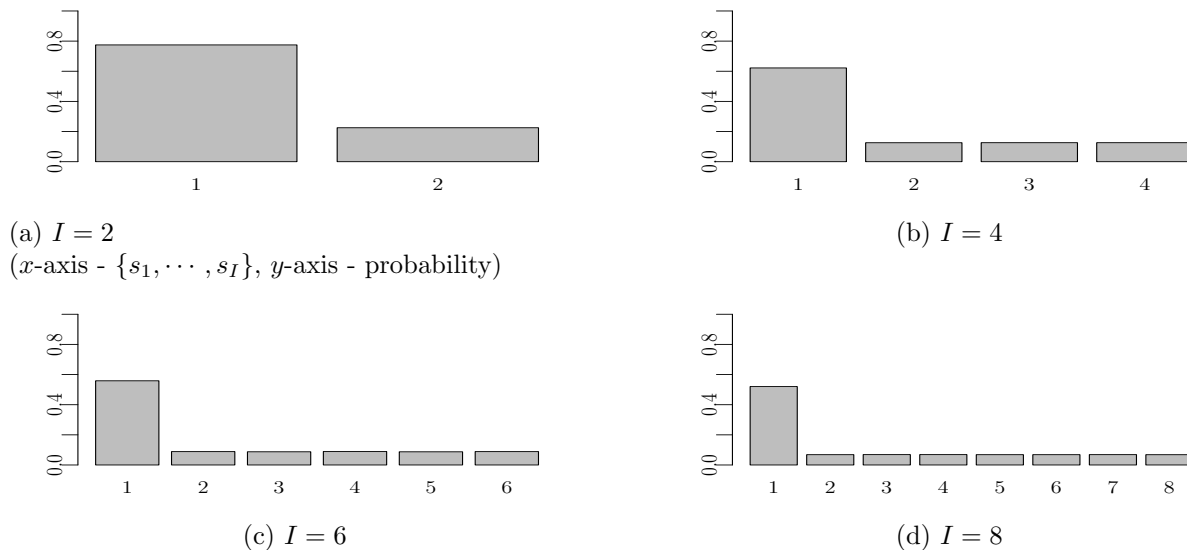 0.0 0.4 0.8
1 2
(a) I = 2
(x-axis - {s₁, ⋯ , s_I}, y-axis - probability)
0.0 0.4 0.8
1 2 3 4
(b) I = 4
0.0 0.4 0.8
1 2 3 4 5 6
(c) I = 6
0.0 0.4 0.8
1 2 3 4 5 6 7 8
(d) I = 8